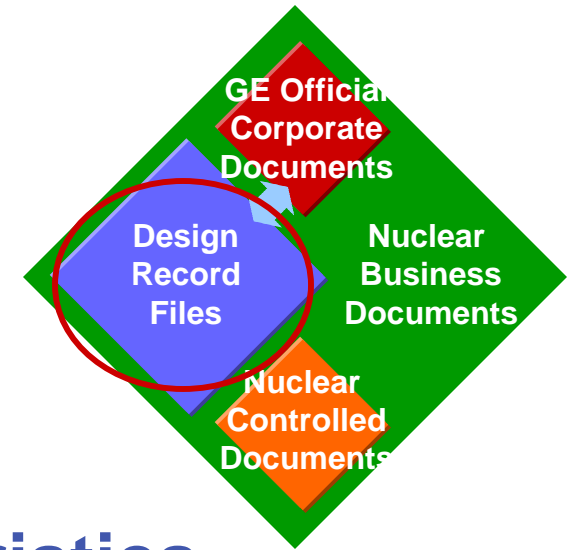 GE Official
Corporate
Documents
Design
Record
Files
Nuclear
Business
Documents
Nuclear
Controlled
Documents